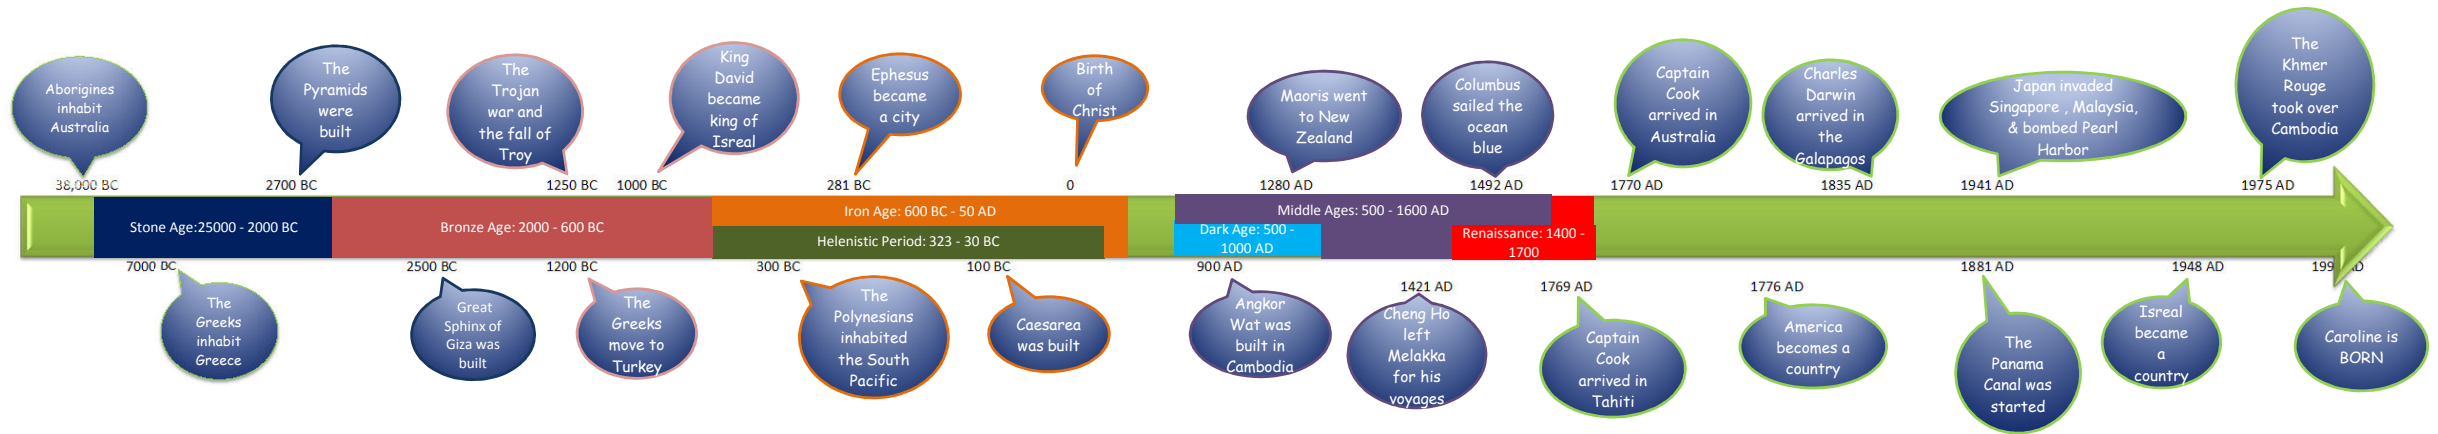 Aborigines
inhabit
Australia
The
Pyramids
were
built
The
Trojan
war and
the fall of
Troy
King
David
became
king of
Isreal
Ephesus
became
a city
Birth
of
Christ
Maoris went
to New
Zealand
Columbus
sailed the
ocean
blue
Captain
Cook
arrived in
Australia
Charles
Darwin
arrived in
the
Galapagos
Japan invaded
Singapore , Malaysia,
& bombed Pearl
Harbor
The
Khmer
Rouge
took over
Cambodia
38,000 BC
2700 BC
1250 BC
1000 BC
281 BC
0
1280 AD
1492 AD
1770 AD
1835 AD
1941 AD
1975 AD
Stone Age:25000 - 2000 BC
Bronze Age: 2000 - 600 BC
Iron Age: 600 BC - 50 AD
Helenistic Period: 323 - 30 BC
Middle Ages: 500 - 1600 AD
Dark Age: 500 -
1000 AD
Renaissance: 1400 -
1700
7000 BC
2500 BC
1200 BC
300 BC
100 BC
900 AD
1421 AD
1769 AD
1776 AD
1881 AD
1948 AD
The
Greeks
inhabit
Greece
Great
Sphinx of
Giza was
built
The
Greeks
move to
Turkey
The
Polynesians
inhabited
the South
Pacific
Caesarea
was built
Angkor
Wat was
built in
Cambodia
Cheng Ho
left
Melakka
for his
voyages
Captain
Cook
arrived in
Tahiti
America
becomes a
country
The
Panama
Canal was
started
Isreal
became
a
country
Caroline is
BORN